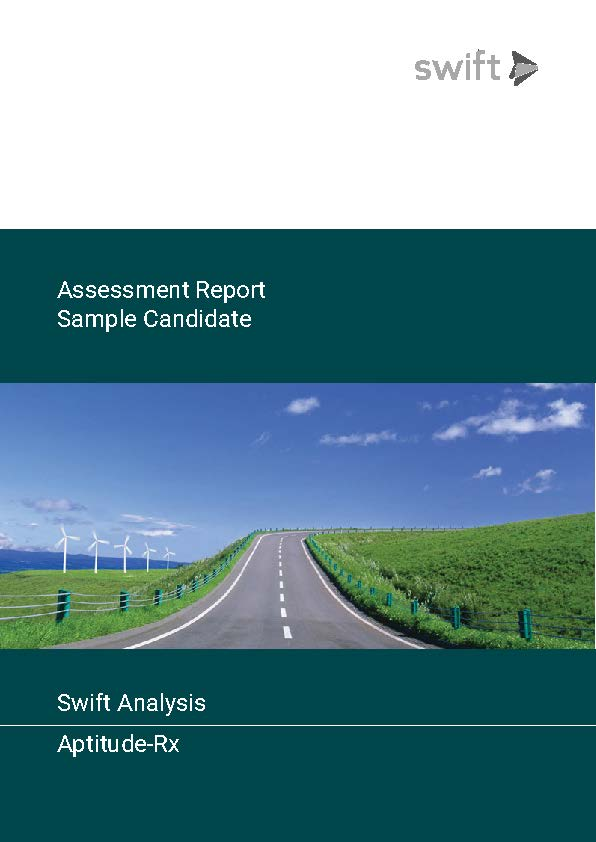 swift
Assessment Report
Sample Candidate
Swift Analysis
Aptitude-Rx